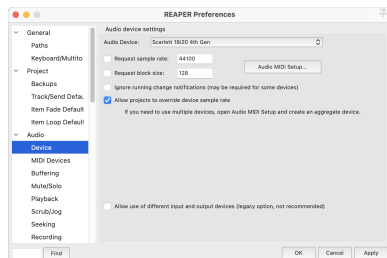 REAPER Preferences
General
Paths
Keyboard/Multito
Project
Backups
Track/Send Defau
Item Fade Default
Item Loop Default
Audio
Device
MIDI Devices
Buffering
Mute/Solo
Playback
Scrub/Jog
Seeking
Recording
Find
Audio device settings
Audio Device: Scarlett 18i20 4th Gen
Request sample rate: 44100
Request block size: 128
Audio MIDI Setup...
Ignore running change notifications (may be required for some devices)
Allow projects to override device sample rate
If you need to use multiple devices, open Audio MIDI Setup and create an aggregate device.
Allow use of different input and output devices (legacy option, not recommended)
OK Cancel Apply